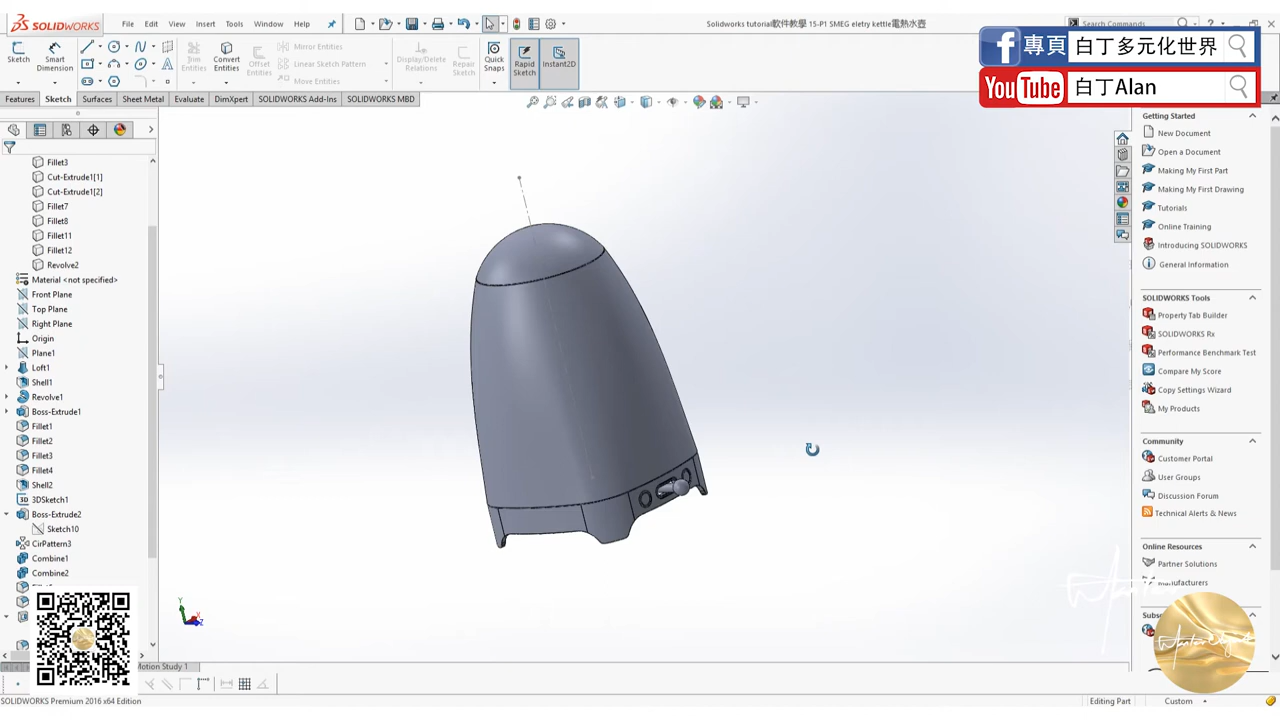 SOLIDWORKS
File Edit View Insert Tools Window Help
Solidworks tutorial軟件教學 15-P1 SMEG eletry kettle電熱水壺
Search Commands
專頁 白丁多元化世界
YouTube 白丁Alan
Sketch
Smart Dimension
Trim Entities
Convert Entities
Offset Entities
Mirror Entities
Linear Sketch Pattern
Move Entities
Display/Delete Relations
Repair Sketch
Quick Snaps
Rapid Sketch
Instant2D
Features Sketch Surfaces Sheet Metal Evaluate DimXpert SOLIDWORKS Add-Ins SOLIDWORKS MBD
Fillet3
Cut-Extrude1[1]
Cut-Extrude1[2]
Fillet7
Fillet8
Fillet11
Fillet12
Revolve2
Material <not specified>
Front Plane
Top Plane
Right Plane
Origin
Plane1
Loft1
Shell1
Revolve1
Boss-Extrude1
Fillet1
Fillet2
Fillet3
Fillet4
Shell2
3DSketch1
Boss-Extrude2
Sketch10
CirPattern3
Combine1
Combine2
Motion Study 1
Y
X
Z
Getting Started
New Document
Open a Document
Making My First Part
Making My First Drawing
Tutorials
Online Training
Introducing SOLIDWORKS
General Information
SOLIDWORKS Tools
Property Tab Builder
SOLIDWORKS Rx
Performance Benchmark Test
Compare My Score
Copy Settings Wizard
My Products
Community
Customer Portal
User Groups
Discussion Forum
Technical Alerts & News
Online Resources
Partner Solutions
Manufacturers
SOLIDWORKS Premium 2016 x64 Edition
Editing Part
Custom